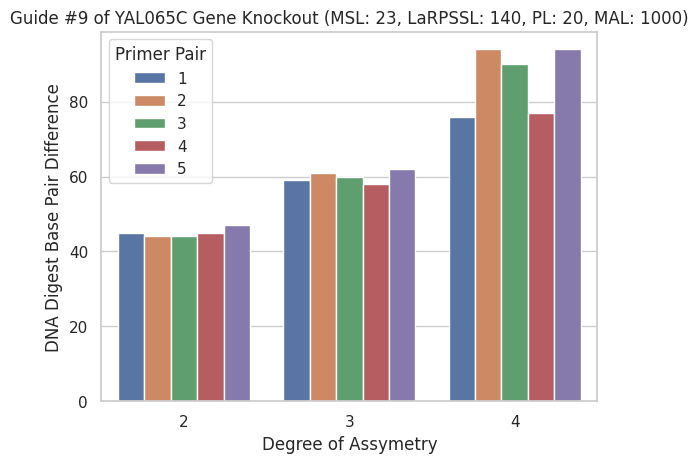 Guide #9 of YAL065C Gene Knockout (MSL: 23, LaRPSSL: 140, PL: 20, MAL: 1000)
Primer Pair
1
2
3
4
5
DNA Digest Base Pair Difference
80
60
40
20
0
2 3 4
Degree of Assymetry